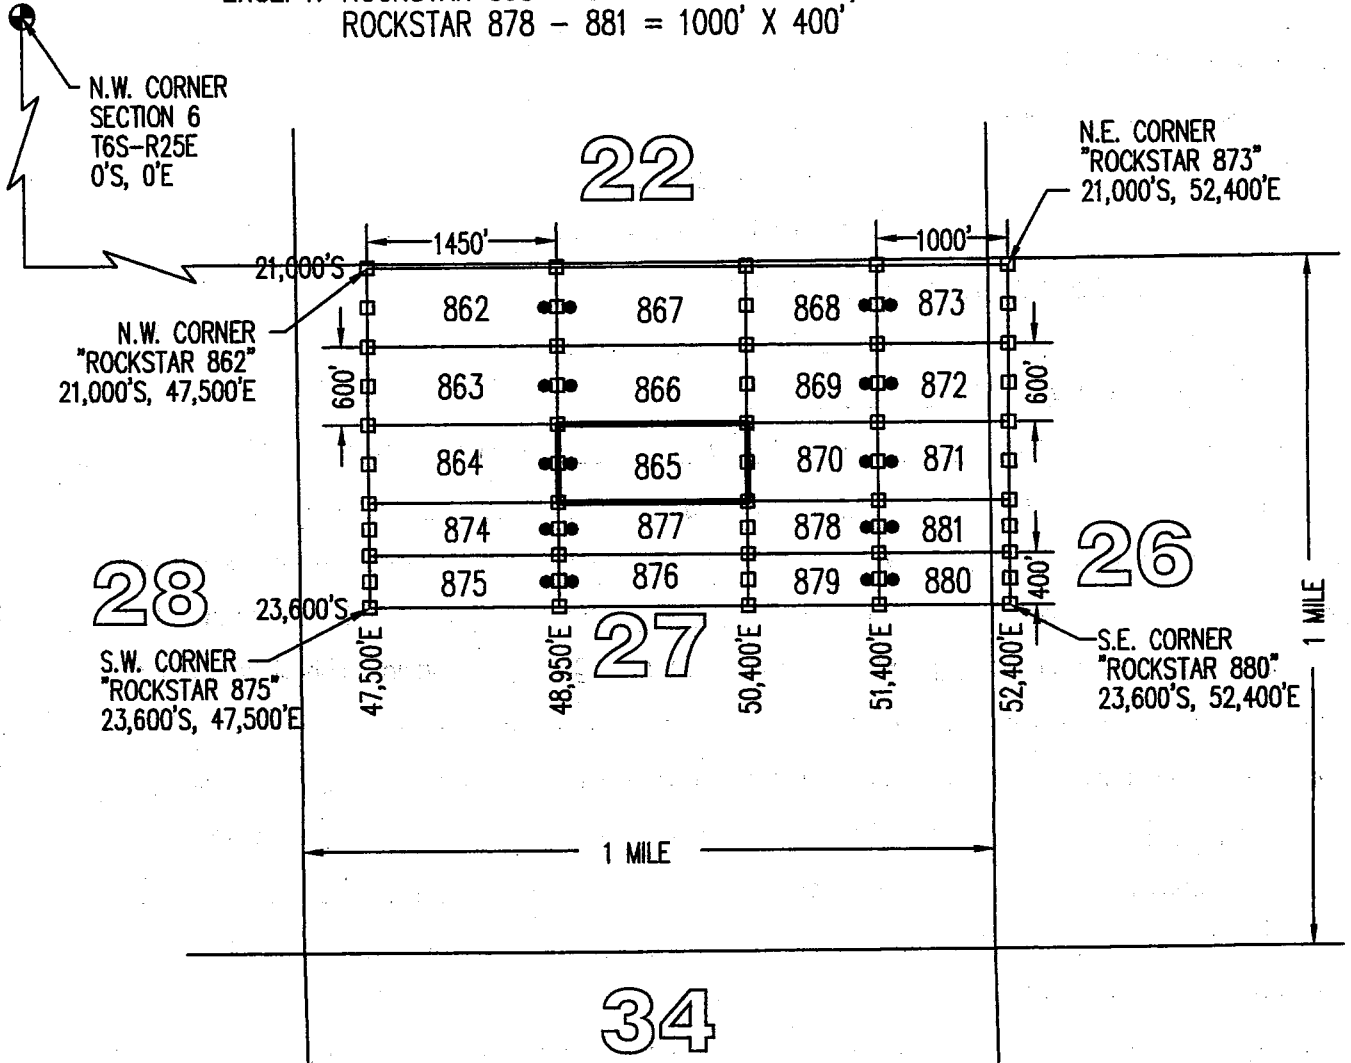 ROCKSTAR 878 - 881 = 1000' X 400'
N.W. CORNER
SECTION 6
T6S-R25E
0'S, 0'E
22
N.E. CORNER
"ROCKSTAR 873"
21,000'S, 52,400'E
1450'
1000'
21,000'S
862
867
868
873
N.W. CORNER
"ROCKSTAR 862"
21,000'S, 47,500'E
600'
863
866
869
872
600'
864
865
870
871
874
877
878
881
28
26
875
876
879
880
400'
23,600'S
27
1 MILE
S.W. CORNER
"ROCKSTAR 875"
23,600'S, 47,500'E
47,500'E
48,950'E
50,400'E
51,400'E
52,400'E
S.E. CORNER
"ROCKSTAR 880"
23,600'S, 52,400'E
1 MILE
34